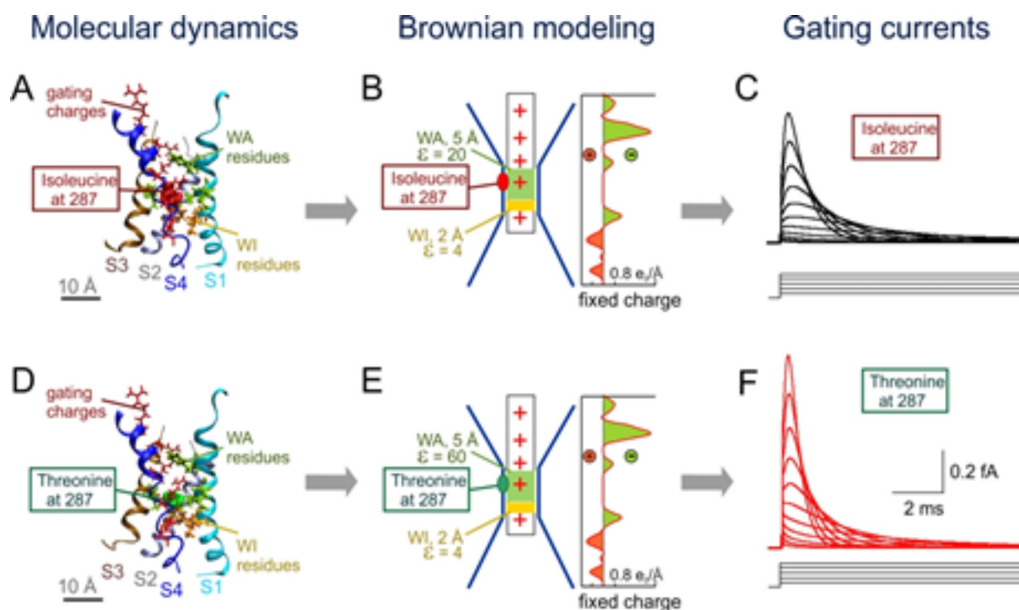 Molecular dynamics
Brownian modeling
Gating currents
A
gating
charges
WA
residues
Isoleucine
at 287
WI
residues
S3
S2
S4
S1
10 Å
B
WA, 5 Å
Ɛ = 20
Isoleucine
at 287
WI, 2 Å
Ɛ = 4
+
+
+
+
+
0.8 e₀/Å
fixed charge
C
Isoleucine
at 287
D
gating
charges
WA
residues
Threonine
at 287
WI
residues
S3
S2
S4
S1
10 Å
E
WA, 5 Å
Ɛ = 60
Threonine
at 287
WI, 2 Å
Ɛ = 4
+
+
+
+
+
0.8 e₀/Å
fixed charge
F
Threonine
at 287
0.2 fA
2 ms